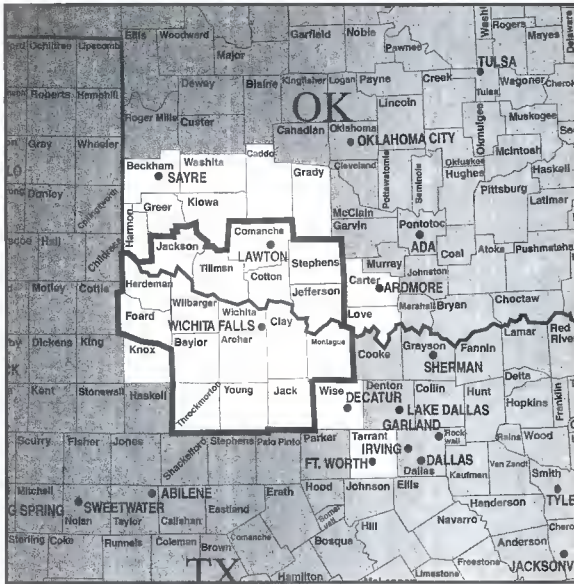 Ellis Woodward Garfield Noble
Ochiltree Lipscomb Major Pawnee Rogers Mayes
TULSA
Roberts Hemphill Dewey Blaine Kingfisher Logan Payne Creek Tulsa Wagoner
Roger Mills Custer OK Lincoln Okmulgee Muskogee
Gray Wheeler Canadian Oklahoma
OKLAHOMA CITY McIntosh
Beckham Washita Caddo Cleveland Pottawatomie Seminole Okfuskee
SAYRE Grady Hughes Haskell
Donley Greer Kiowa Pittsburg Latimar
Harmon McClain
Comanche Garvin Pontotoc
Hall Childress Jackson LAWTON ADA Coal Atoka Pushmataha
Tillman Stephens Murray Johnston
Motley Cottle Herdeman Cotton Carter ARDMORE
Wilbarger Wichita Jefferson Marshall Bryan Choctaw
Foard WICHITA FALLS Clay Love
Dickens King Baylor Archer Montague Cooke Grayson Fannin Lamar Red River
Knox SHERMAN
Kent Stonewall Haskell Throckmorton Young Jack Wise Denton Collin Hunt Delta
DECATUR LAKE DALLAS Hopkins Franklin
GARLAND
Scurry Fisher Jones Shackelford Stephens Palo Pinto Parker Tarrant Rockwall Rains Wood
IRVING
FT. WORTH DALLAS Van Zandt
Dallas Kaufman Smith
Mitchell ABILENE Erath Hood Johnson Ellis
G SPRING SWEETWATER Eastland Henderson TYLE
Nolan Taylor Callahan Navarro
Hill
Sterling Coke Runnels Coleman Brown Comanche Bosque Anderson
Freestone
TX Hamilton Limestone JACKSONV